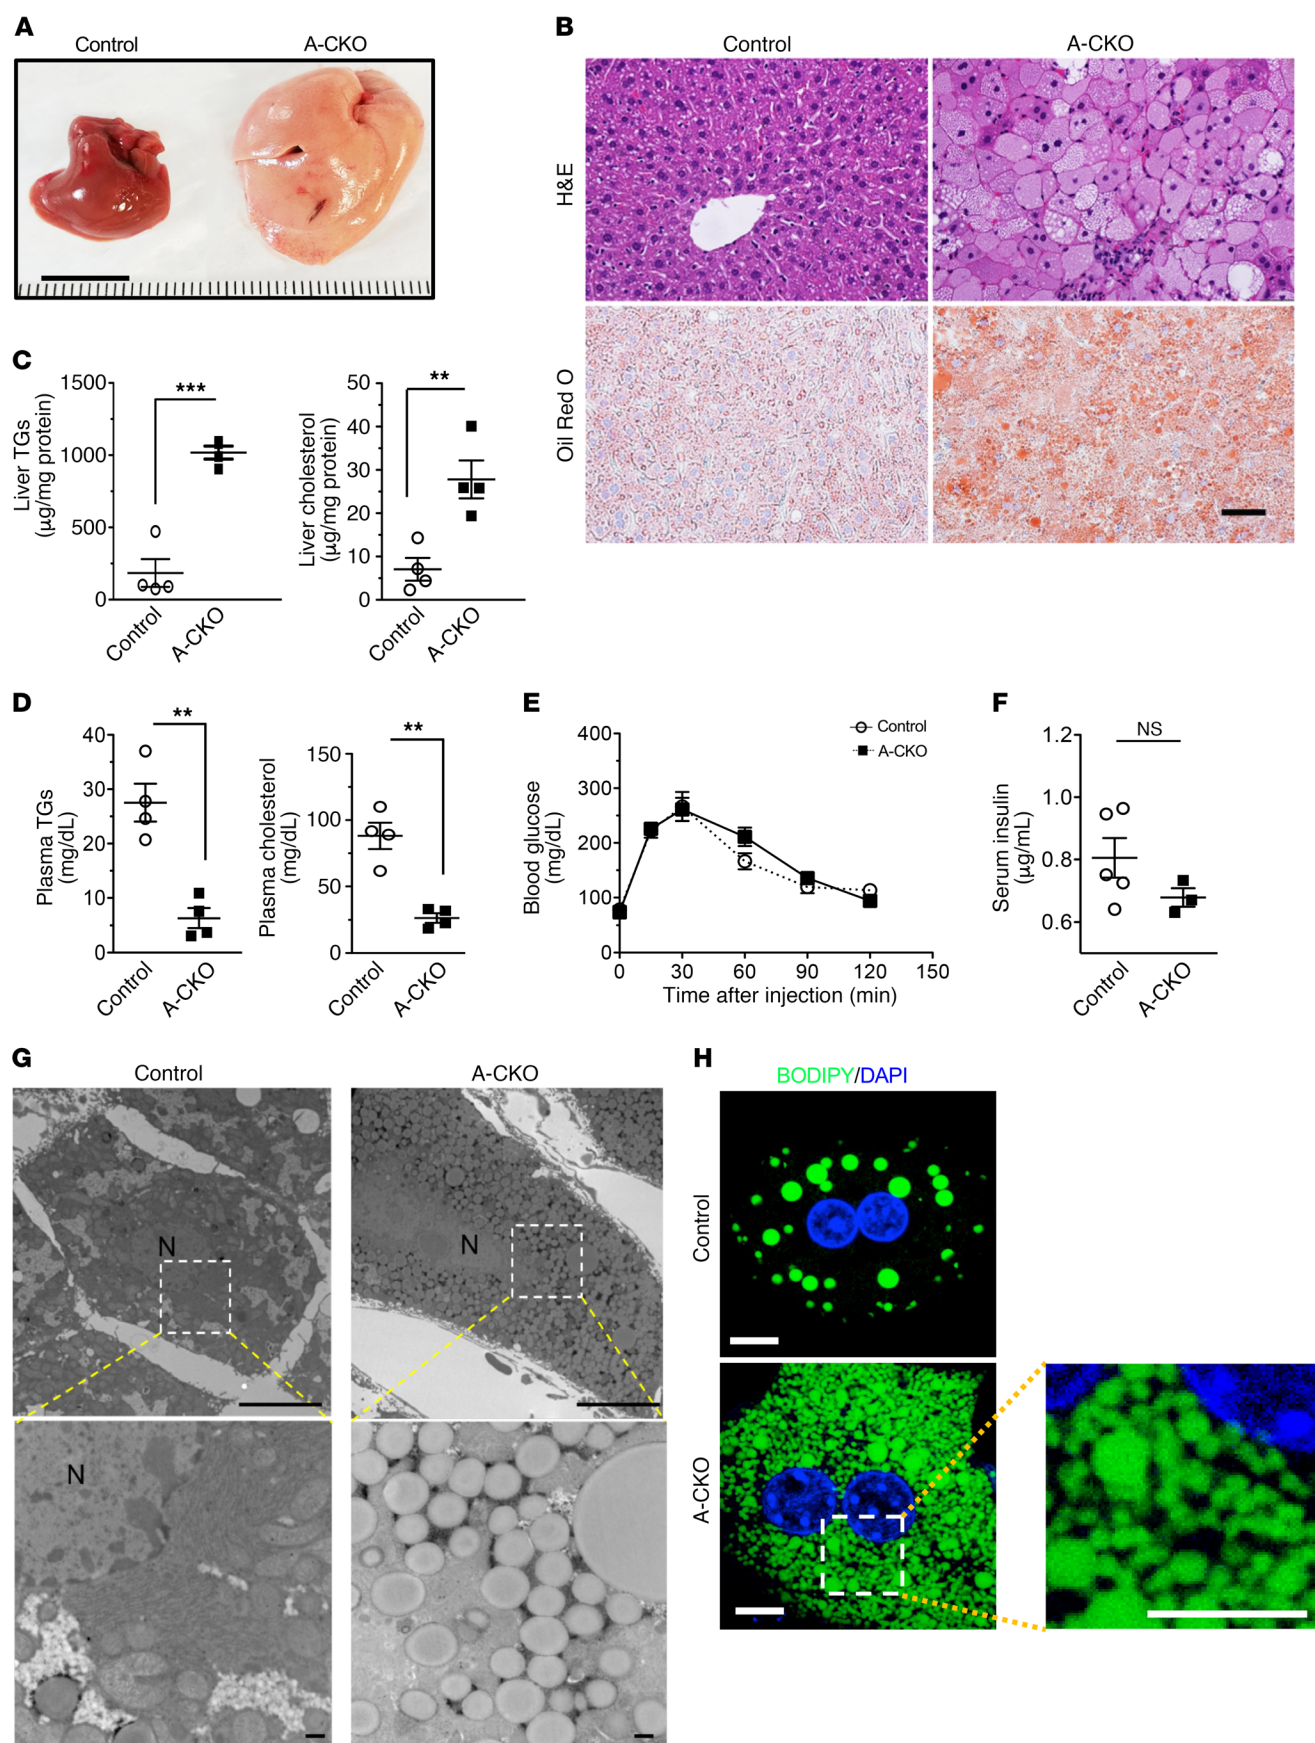 A
Control
A-CKO
B
Control
A-CKO
H&E
Oil Red O
C
Liver TGs
(µg/mg protein)
1500
1000
500
0
***
Control
A-CKO
Liver cholesterol
(µg/mg protein)
50
40
30
20
10
0
**
Control
A-CKO
D
Plasma TGs
(mg/dL)
40
30
20
10
0
**
Control
A-CKO
Plasma cholesterol
(mg/dL)
150
100
50
0
**
Control
A-CKO
E
Blood glucose
(mg/dL)
400
300
200
100
0
Control
A-CKO
0
30
60
90
120
150
Time after injection (min)
F
Serum insulin
(µg/mL)
1.2
1.0
0.8
0.6
NS
Control
A-CKO
G
Control
A-CKO
N
N
N
H
BODIPY/DAPI
Control
A-CKO